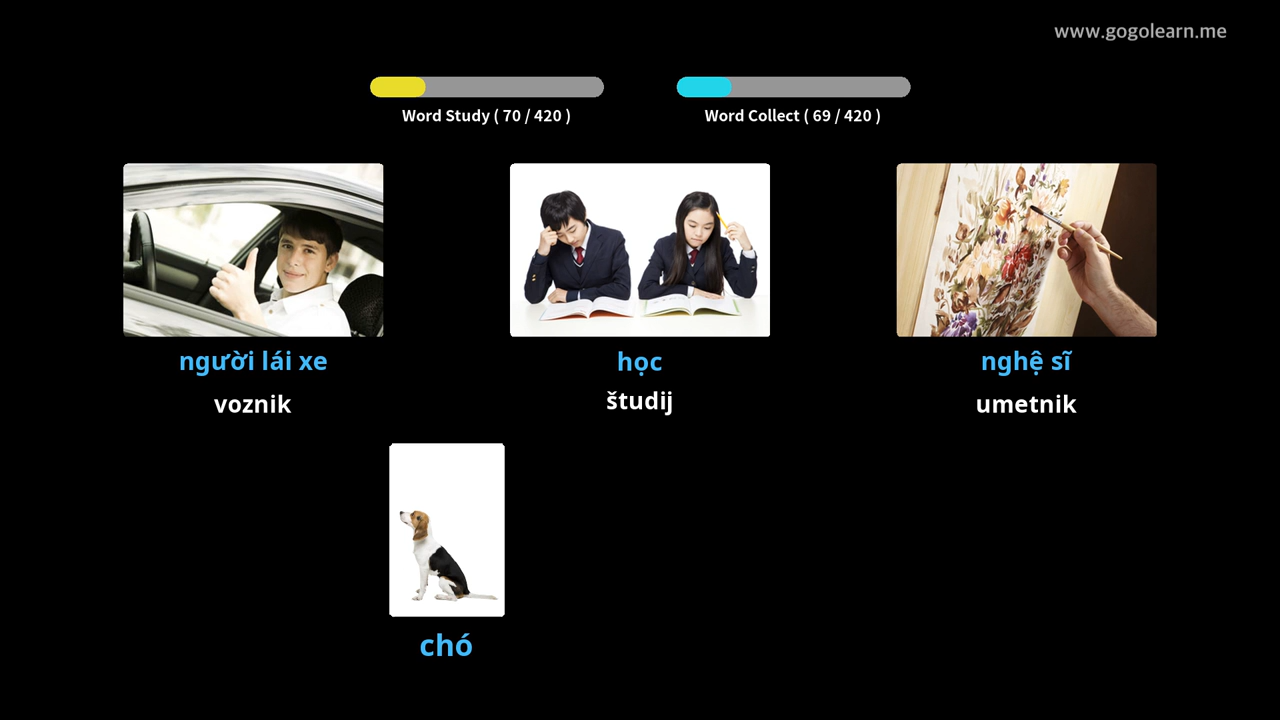 www.gogolearn.me
Word Study ( 70 / 420 )
Word Collect ( 69 / 420 )
người lái xe
học
nghệ sĩ
voznik
študij
umetnik
chó